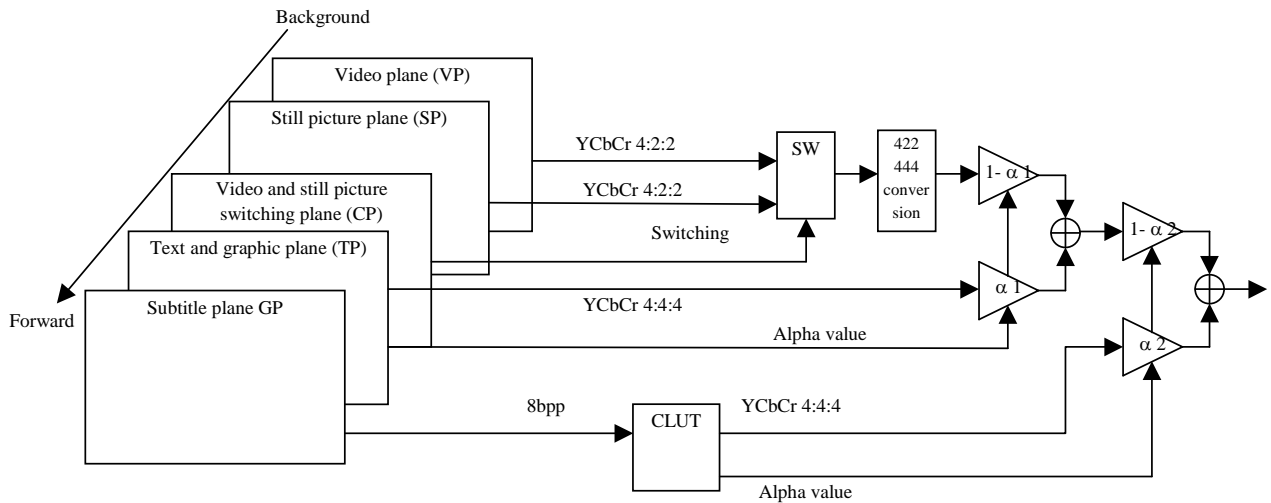 Background
Video plane (VP)
Still picture plane (SP)
Video and still picture
switching plane (CP)
Text and graphic plane (TP)
Subtitle plane GP
Forward
YCbCr 4:2:2
YCbCr 4:2:2
Switching
YCbCr 4:4:4
Alpha value
8bpp
SW
422
444
conver
sion
1- α 1
α 1
1- α 2
α 2
CLUT
YCbCr 4:4:4
Alpha value